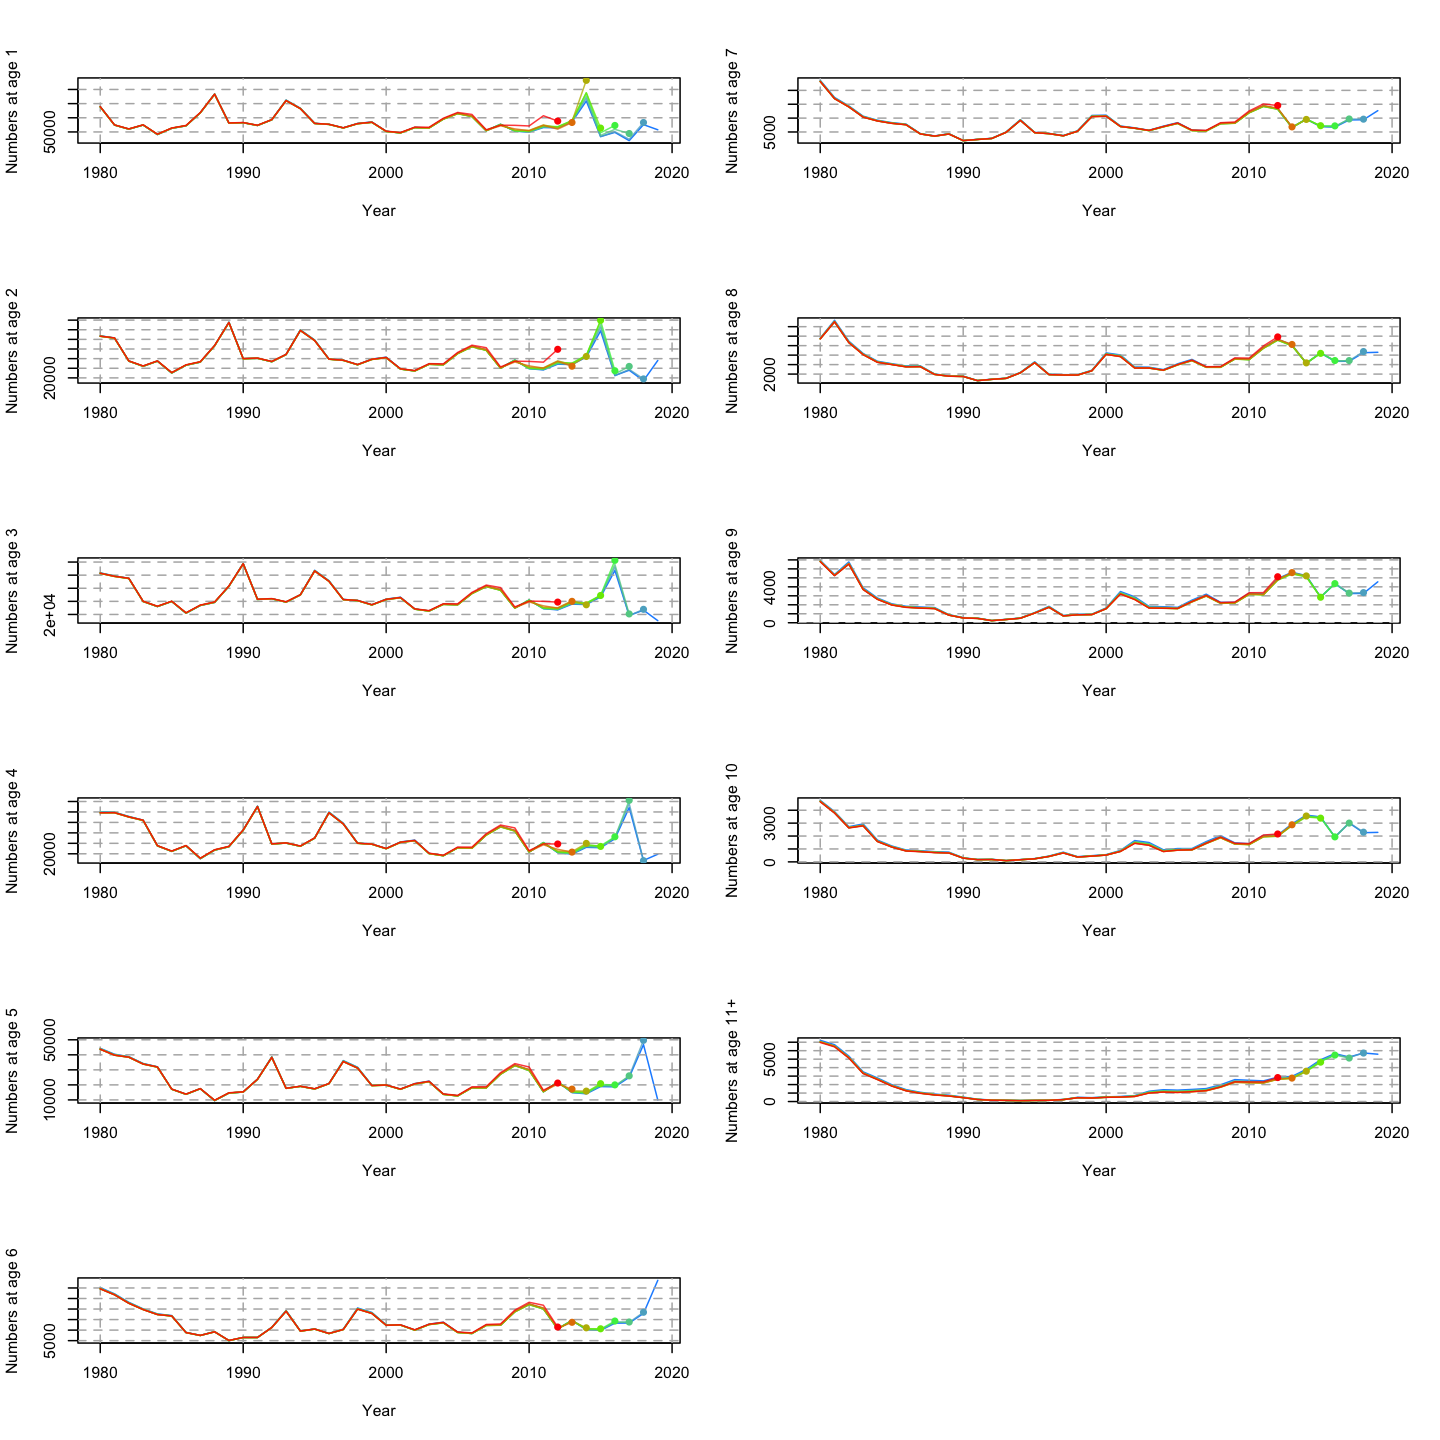 Numbers at age 1
50000
1980 1990 2000 2010 2020
Year
Numbers at age 7
5000
1980 1990 2000 2010 2020
Year
Numbers at age 2
20000
1980 1990 2000 2010 2020
Year
Numbers at age 8
2000
1980 1990 2000 2010 2020
Year
Numbers at age 3
2e+04
1980 1990 2000 2010 2020
Year
Numbers at age 9
4000
0
1980 1990 2000 2010 2020
Year
Numbers at age 4
20000
1980 1990 2000 2010 2020
Year
Numbers at age 10
3000
0
1980 1990 2000 2010 2020
Year
Numbers at age 5
50000
10000
1980 1990 2000 2010 2020
Year
Numbers at age 11+
5000
0
1980 1990 2000 2010 2020
Year
Numbers at age 6
5000
1980 1990 2000 2010 2020
Year